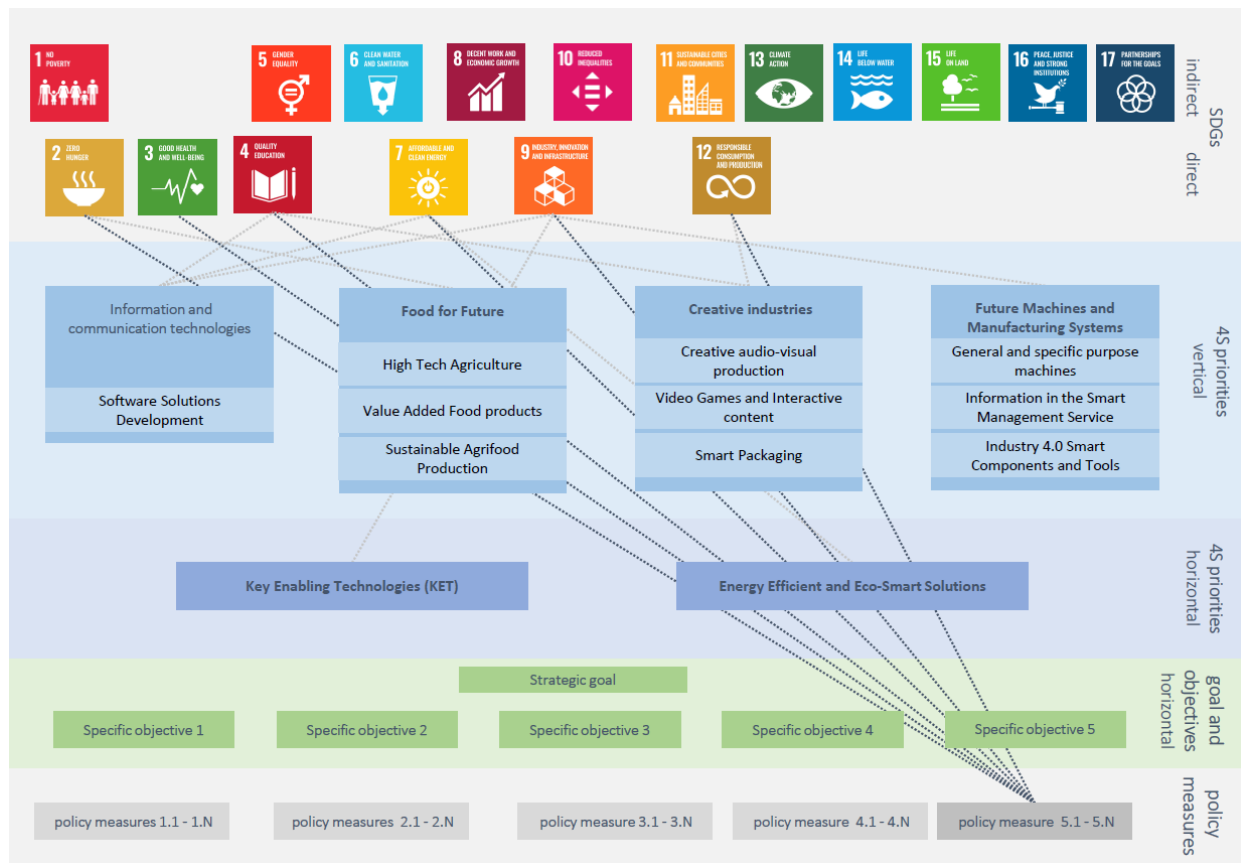 1 NO
POVERTY
5 GENDER
EQUALITY
6 CLEAN WATER
AND SANITATION
8 DECENT WORK AND
ECONOMIC GROWTH
10 REDUCED
INEQUALITIES
11 SUSTAINABLE CITIES
AND COMMUNITIES
13 CLIMATE
ACTION
14 LIFE
BELOW WATER
15 LIFE
ON LAND
16 PEACE, JUSTICE
AND STRONG
INSTITUTIONS
17 PARTNERSHIPS
FOR THE GOALS
indirect
SDGs
direct
2 ZERO
HUNGER
3 GOOD HEALTH
AND WELL-BEING
4 QUALITY
EDUCATION
7 AFFORDABLE AND
CLEAN ENERGY
9 INDUSTRY, INNOVATION
AND INFRASTRUCTURE
12 RESPONSIBLE
CONSUMPTION
AND PRODUCTION
Information and
communication technologies
Software Solutions
Development
Food for Future
High Tech Agriculture
Value Added Food products
Sustainable Agrifood
Production
Creative industries
Creative audio-visual
production
Video Games and Interactive
content
Smart Packaging
Future Machines and
Manufacturing Systems
General and specific purpose
machines
Information in the Smart
Management Service
Industry 4.0 Smart
Components and Tools
4S priorities
vertical
Key Enabling Technologies (KET)
Energy Efficient and Eco-Smart Solutions
4S priorities
horizontal
Strategic goal
Specific objective 1
Specific objective 2
Specific objective 3
Specific objective 4
Specific objective 5
goal and
objectives
horizontal
policy measures 1.1 - 1.N
policy measures 2.1 - 2.N
policy measure 3.1 - 3.N
policy measure 4.1 - 4.N
policy measure 5.1 - 5.N
policy
measures